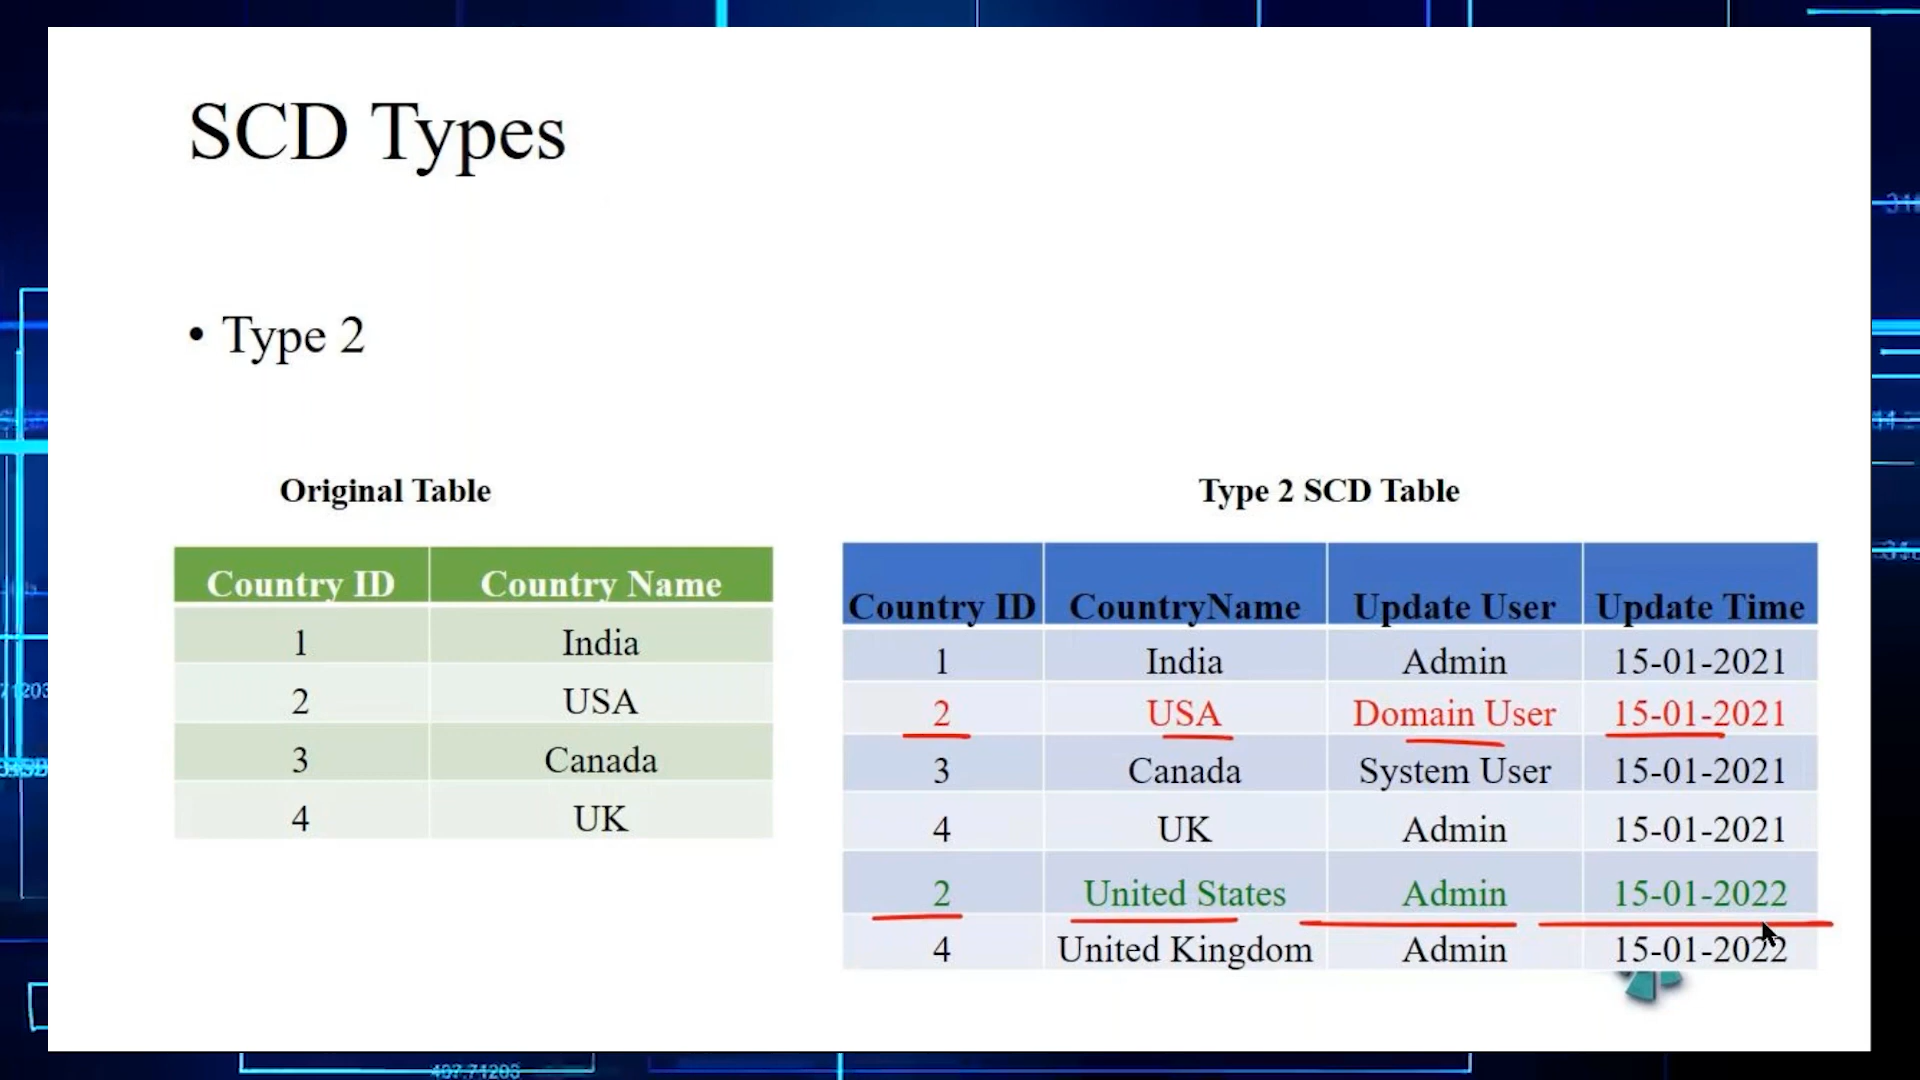 SCD Types
• Type 2
Original Table
Country ID Country Name
1 India
2 USA
3 Canada
4 UK
Type 2 SCD Table
Country ID CountryName Update User Update Time
1 India Admin 15-01-2021
2 USA Domain User 15-01-2021
3 Canada System User 15-01-2021
4 UK Admin 15-01-2021
2 United States Admin 15-01-2022
4 United Kingdom Admin 15-01-2022